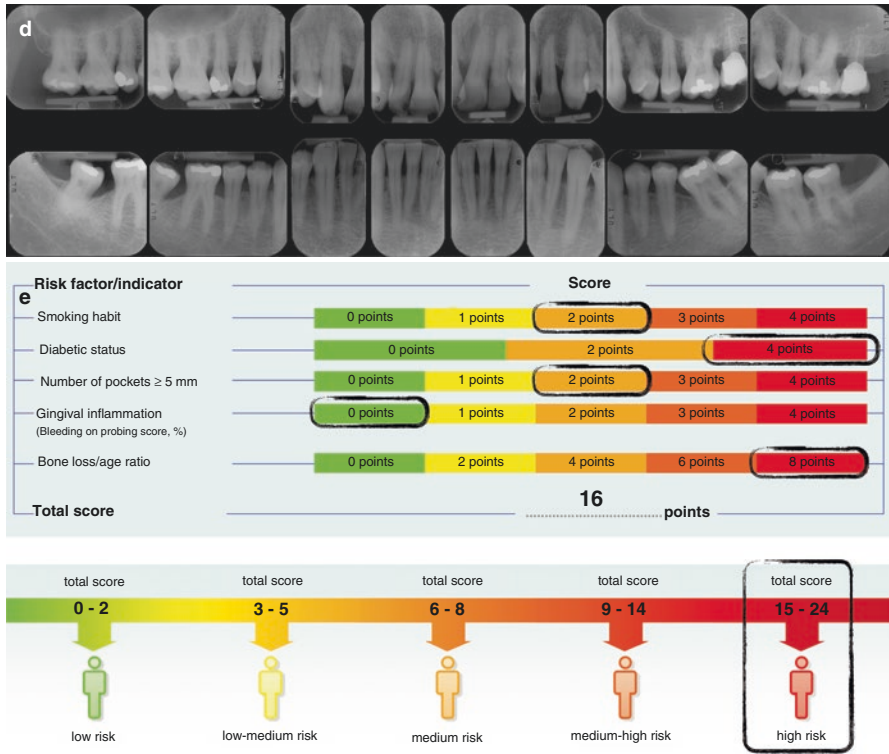 d
e
Risk factor/indicator Score
Smoking habit 0 points 1 points 2 points 3 points 4 points
Diabetic status 0 points 2 points 4 points
Number of pockets ≥ 5 mm 0 points 1 points 2 points 3 points 4 points
Gingival inflammation 0 points 1 points 2 points 3 points 4 points
(Bleeding on probing score, %)
Bone loss/age ratio 0 points 2 points 4 points 6 points 8 points
Total score 16 points
total score total score total score total score total score
0 - 2 3 - 5 6 - 8 9 - 14 15 - 24
low risk low-medium risk medium risk medium-high risk high risk